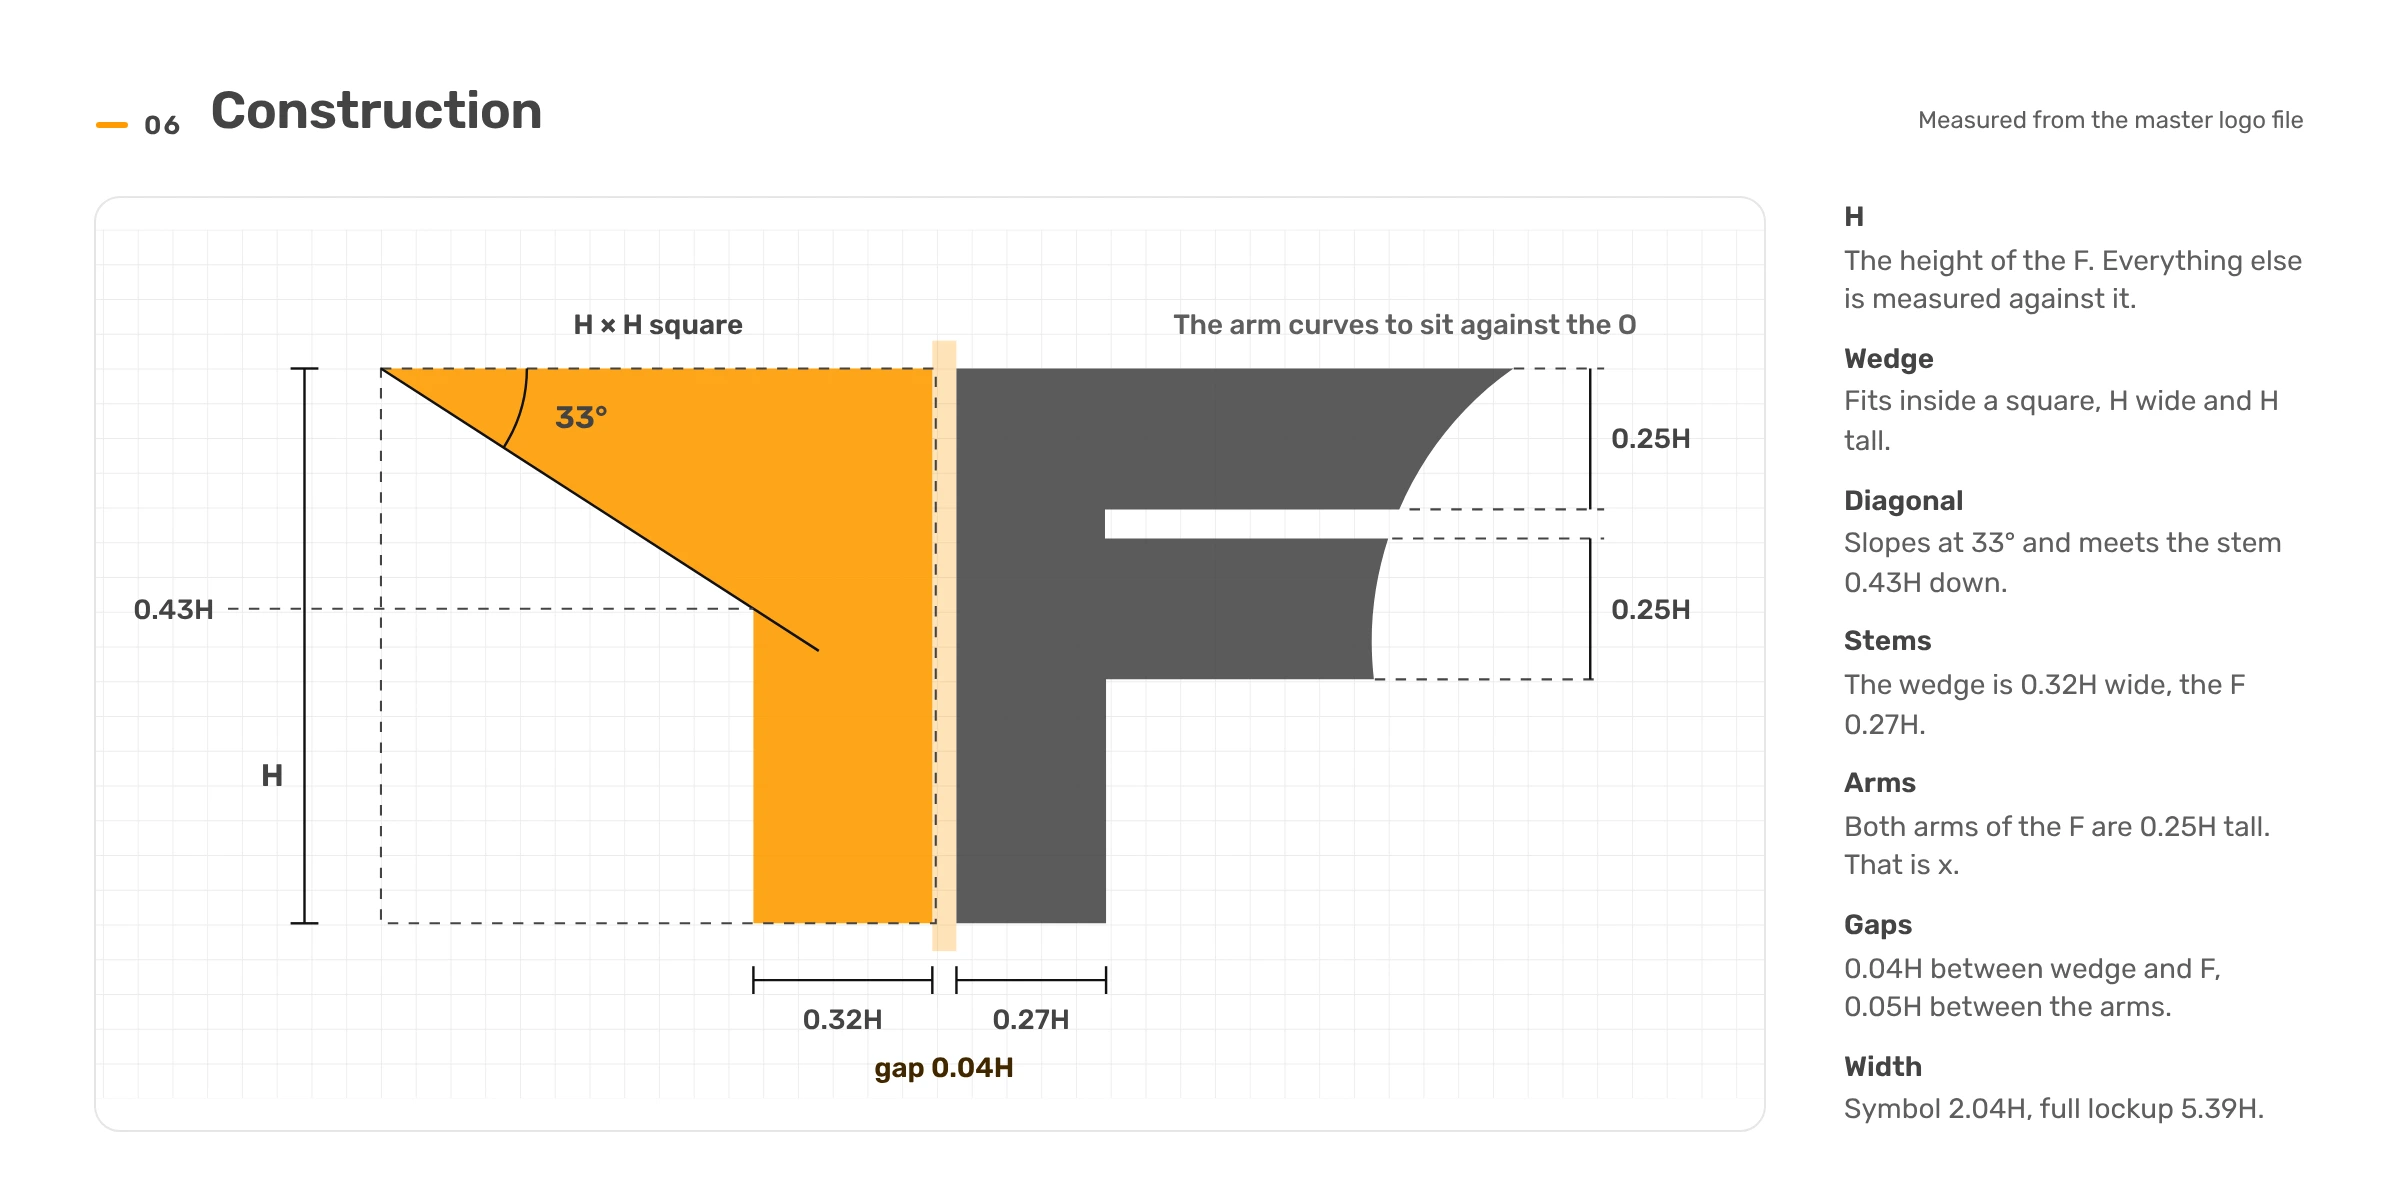 06 Construction
Measured from the master logo file
H × H square
The arm curves to sit against the O
33°
0.25H
0.43H
0.25H
H
0.32H
0.27H
gap 0.04H
H
The height of the F. Everything else
is measured against it.
Wedge
Fits inside a square, H wide and H
tall.
Diagonal
Slopes at 33° and meets the stem
0.43H down.
Stems
The wedge is 0.32H wide, the F
0.27H.
Arms
Both arms of the F are 0.25H tall.
That is x.
Gaps
0.04H between wedge and F,
0.05H between the arms.
Width
Symbol 2.04H, full lockup 5.39H.